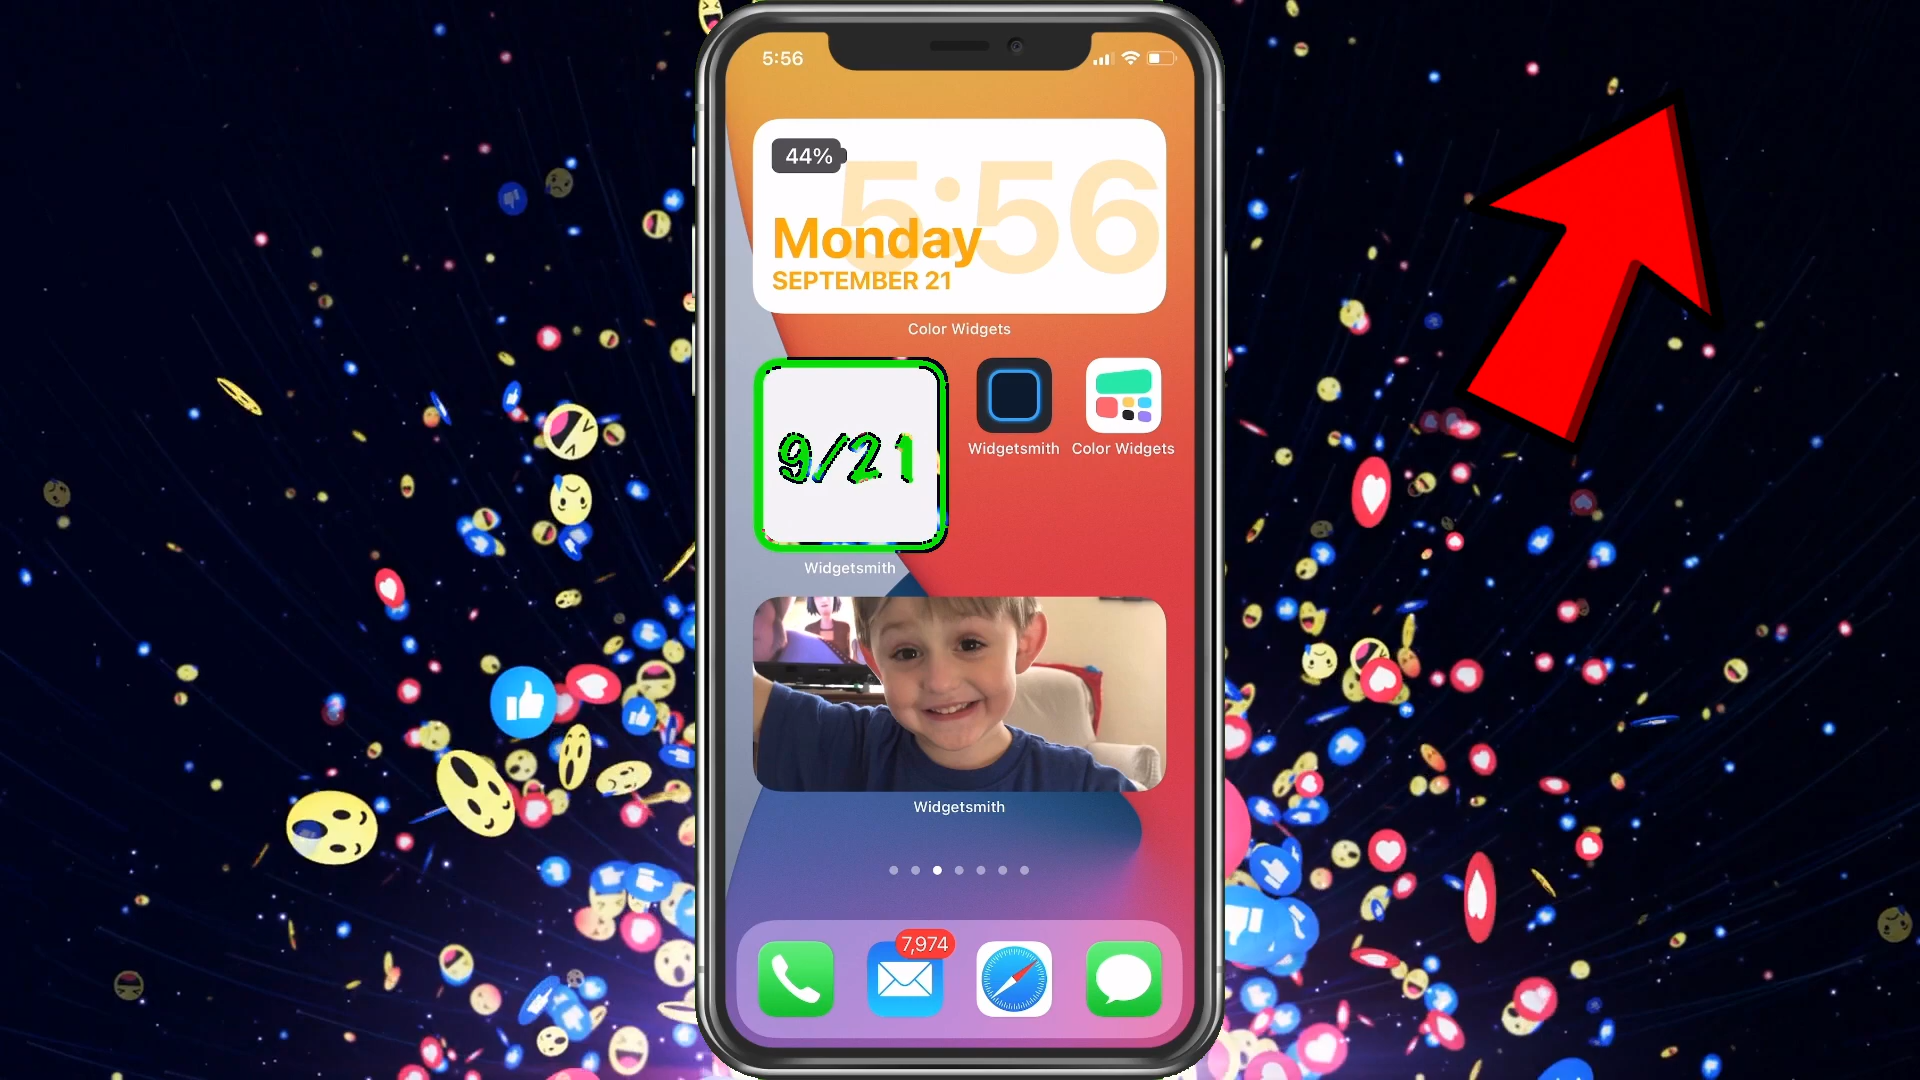 5:56
44%
5:56
Monday
SEPTEMBER 21
Color Widgets
9/21
Widgetsmith
Color Widgets
Widgetsmith
Widgetsmith
7,974